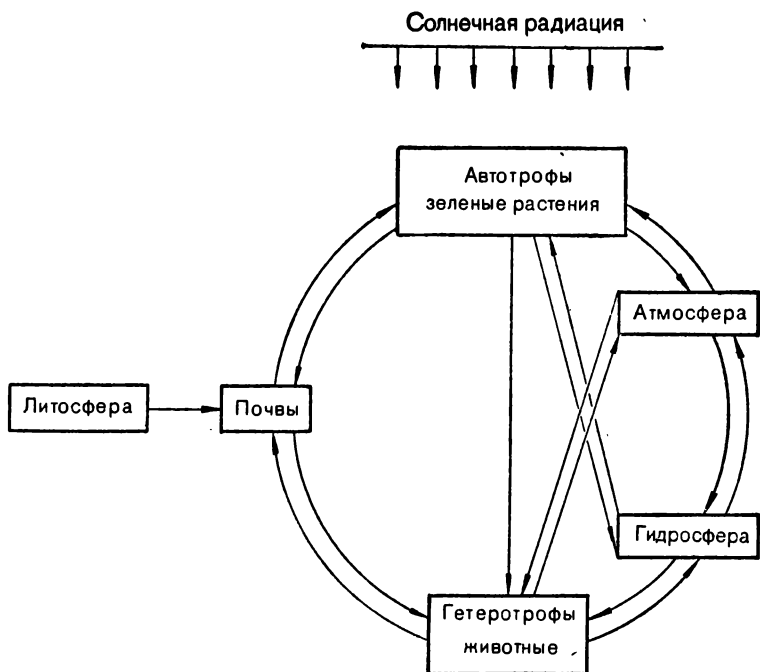 Солнечная радиация
Автотрофы
зеленые растения
Атмосфера
Литосфера
Почвы
Гидросфера
Гетеротрофы
животные